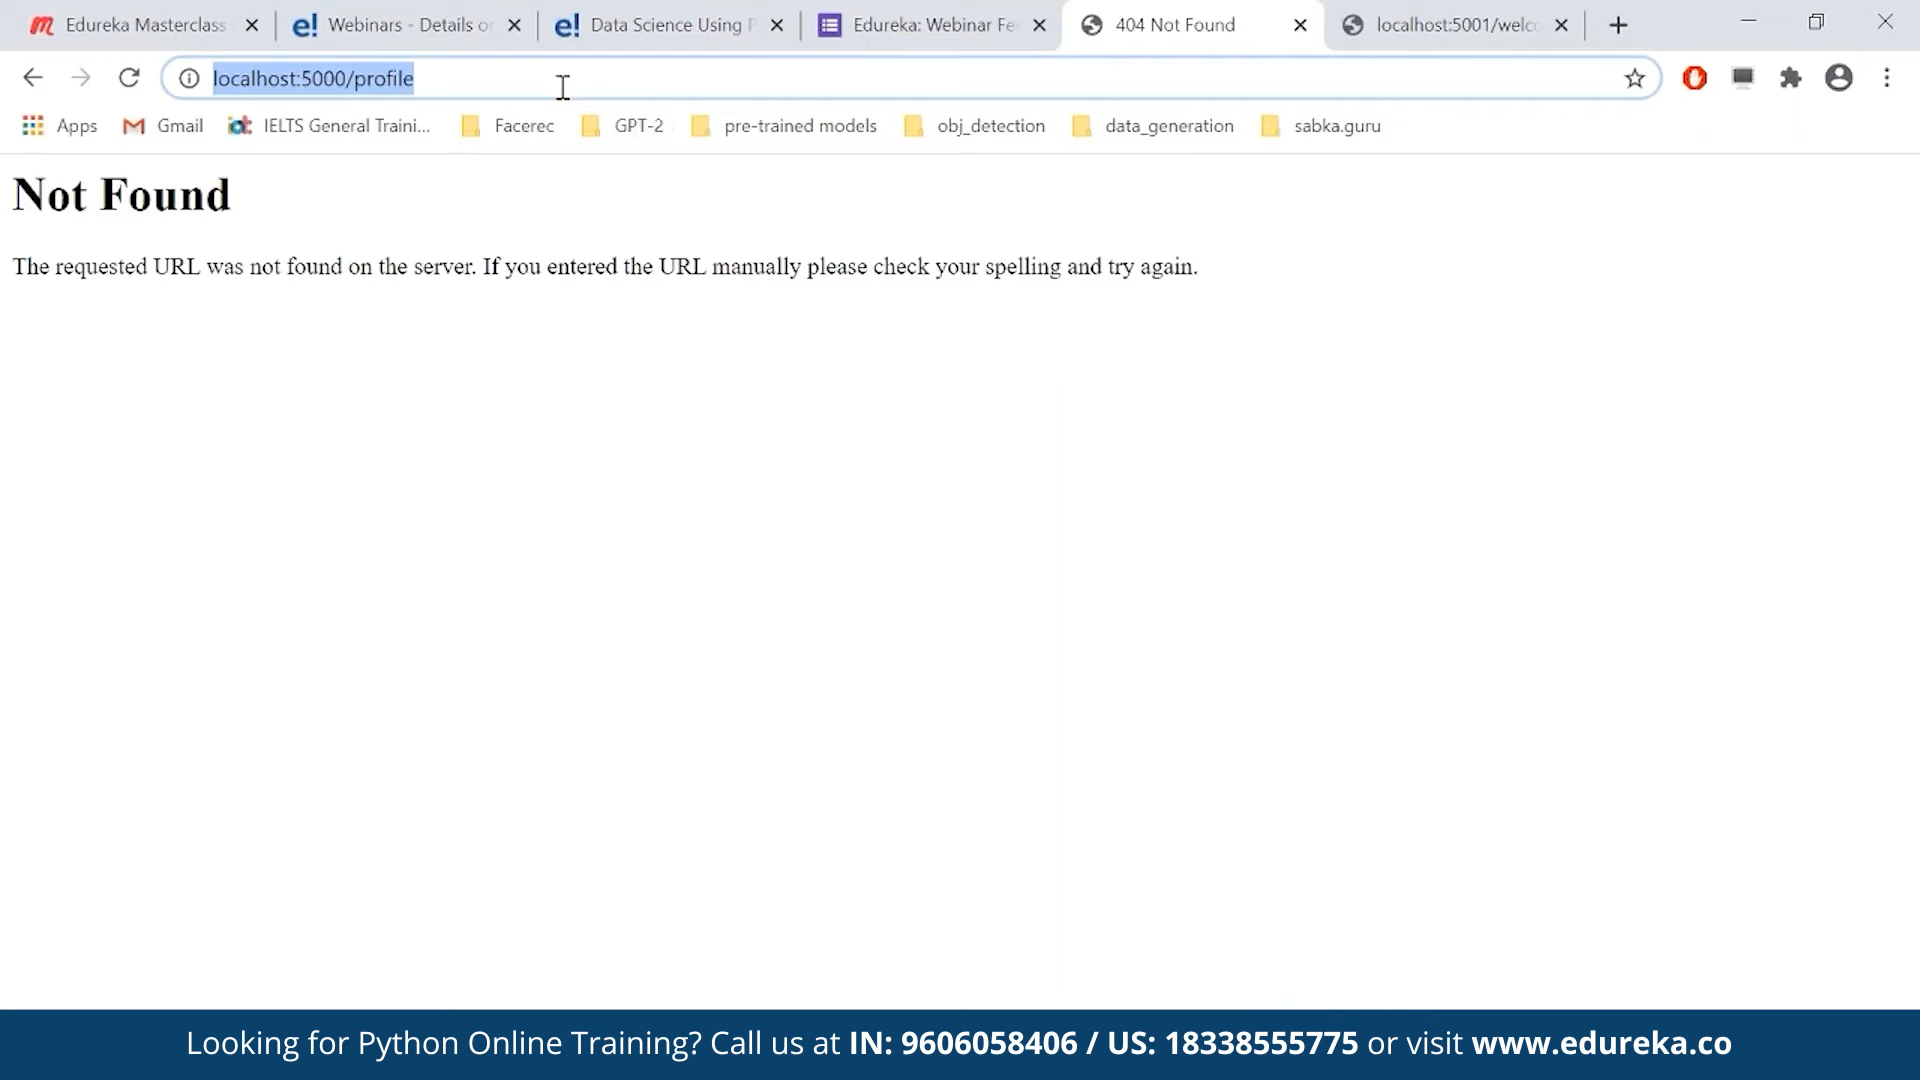 Edureka Masterclass
Webinars - Details or
Data Science Using P
Edureka: Webinar Fe
404 Not Found
localhost:5001/welco
localhost:5000/profile
Apps
Gmail
IELTS General Traini...
Facerec
GPT-2
pre-trained models
obj_detection
data_generation
sabka.guru
Not Found
The requested URL was not found on the server. If you entered the URL manually please check your spelling and try again.
Looking for Python Online Training? Call us at IN: 9606058406 / US: 18338555775 or visit www.edureka.co